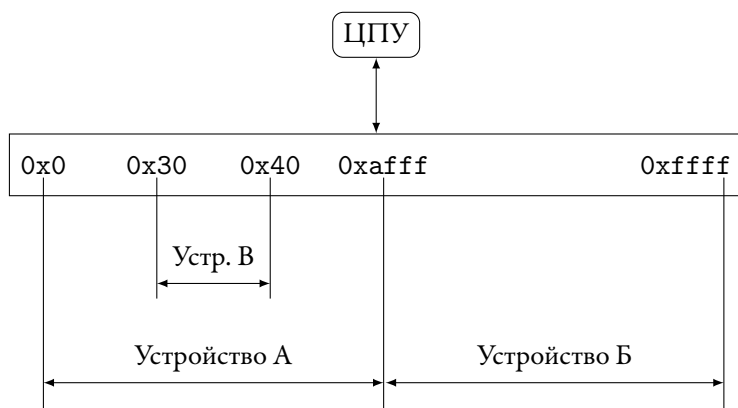 ЦПУ
0x0 0x30 0x40 0xafff 0xffff
Устр. В
Устройство А Устройство Б